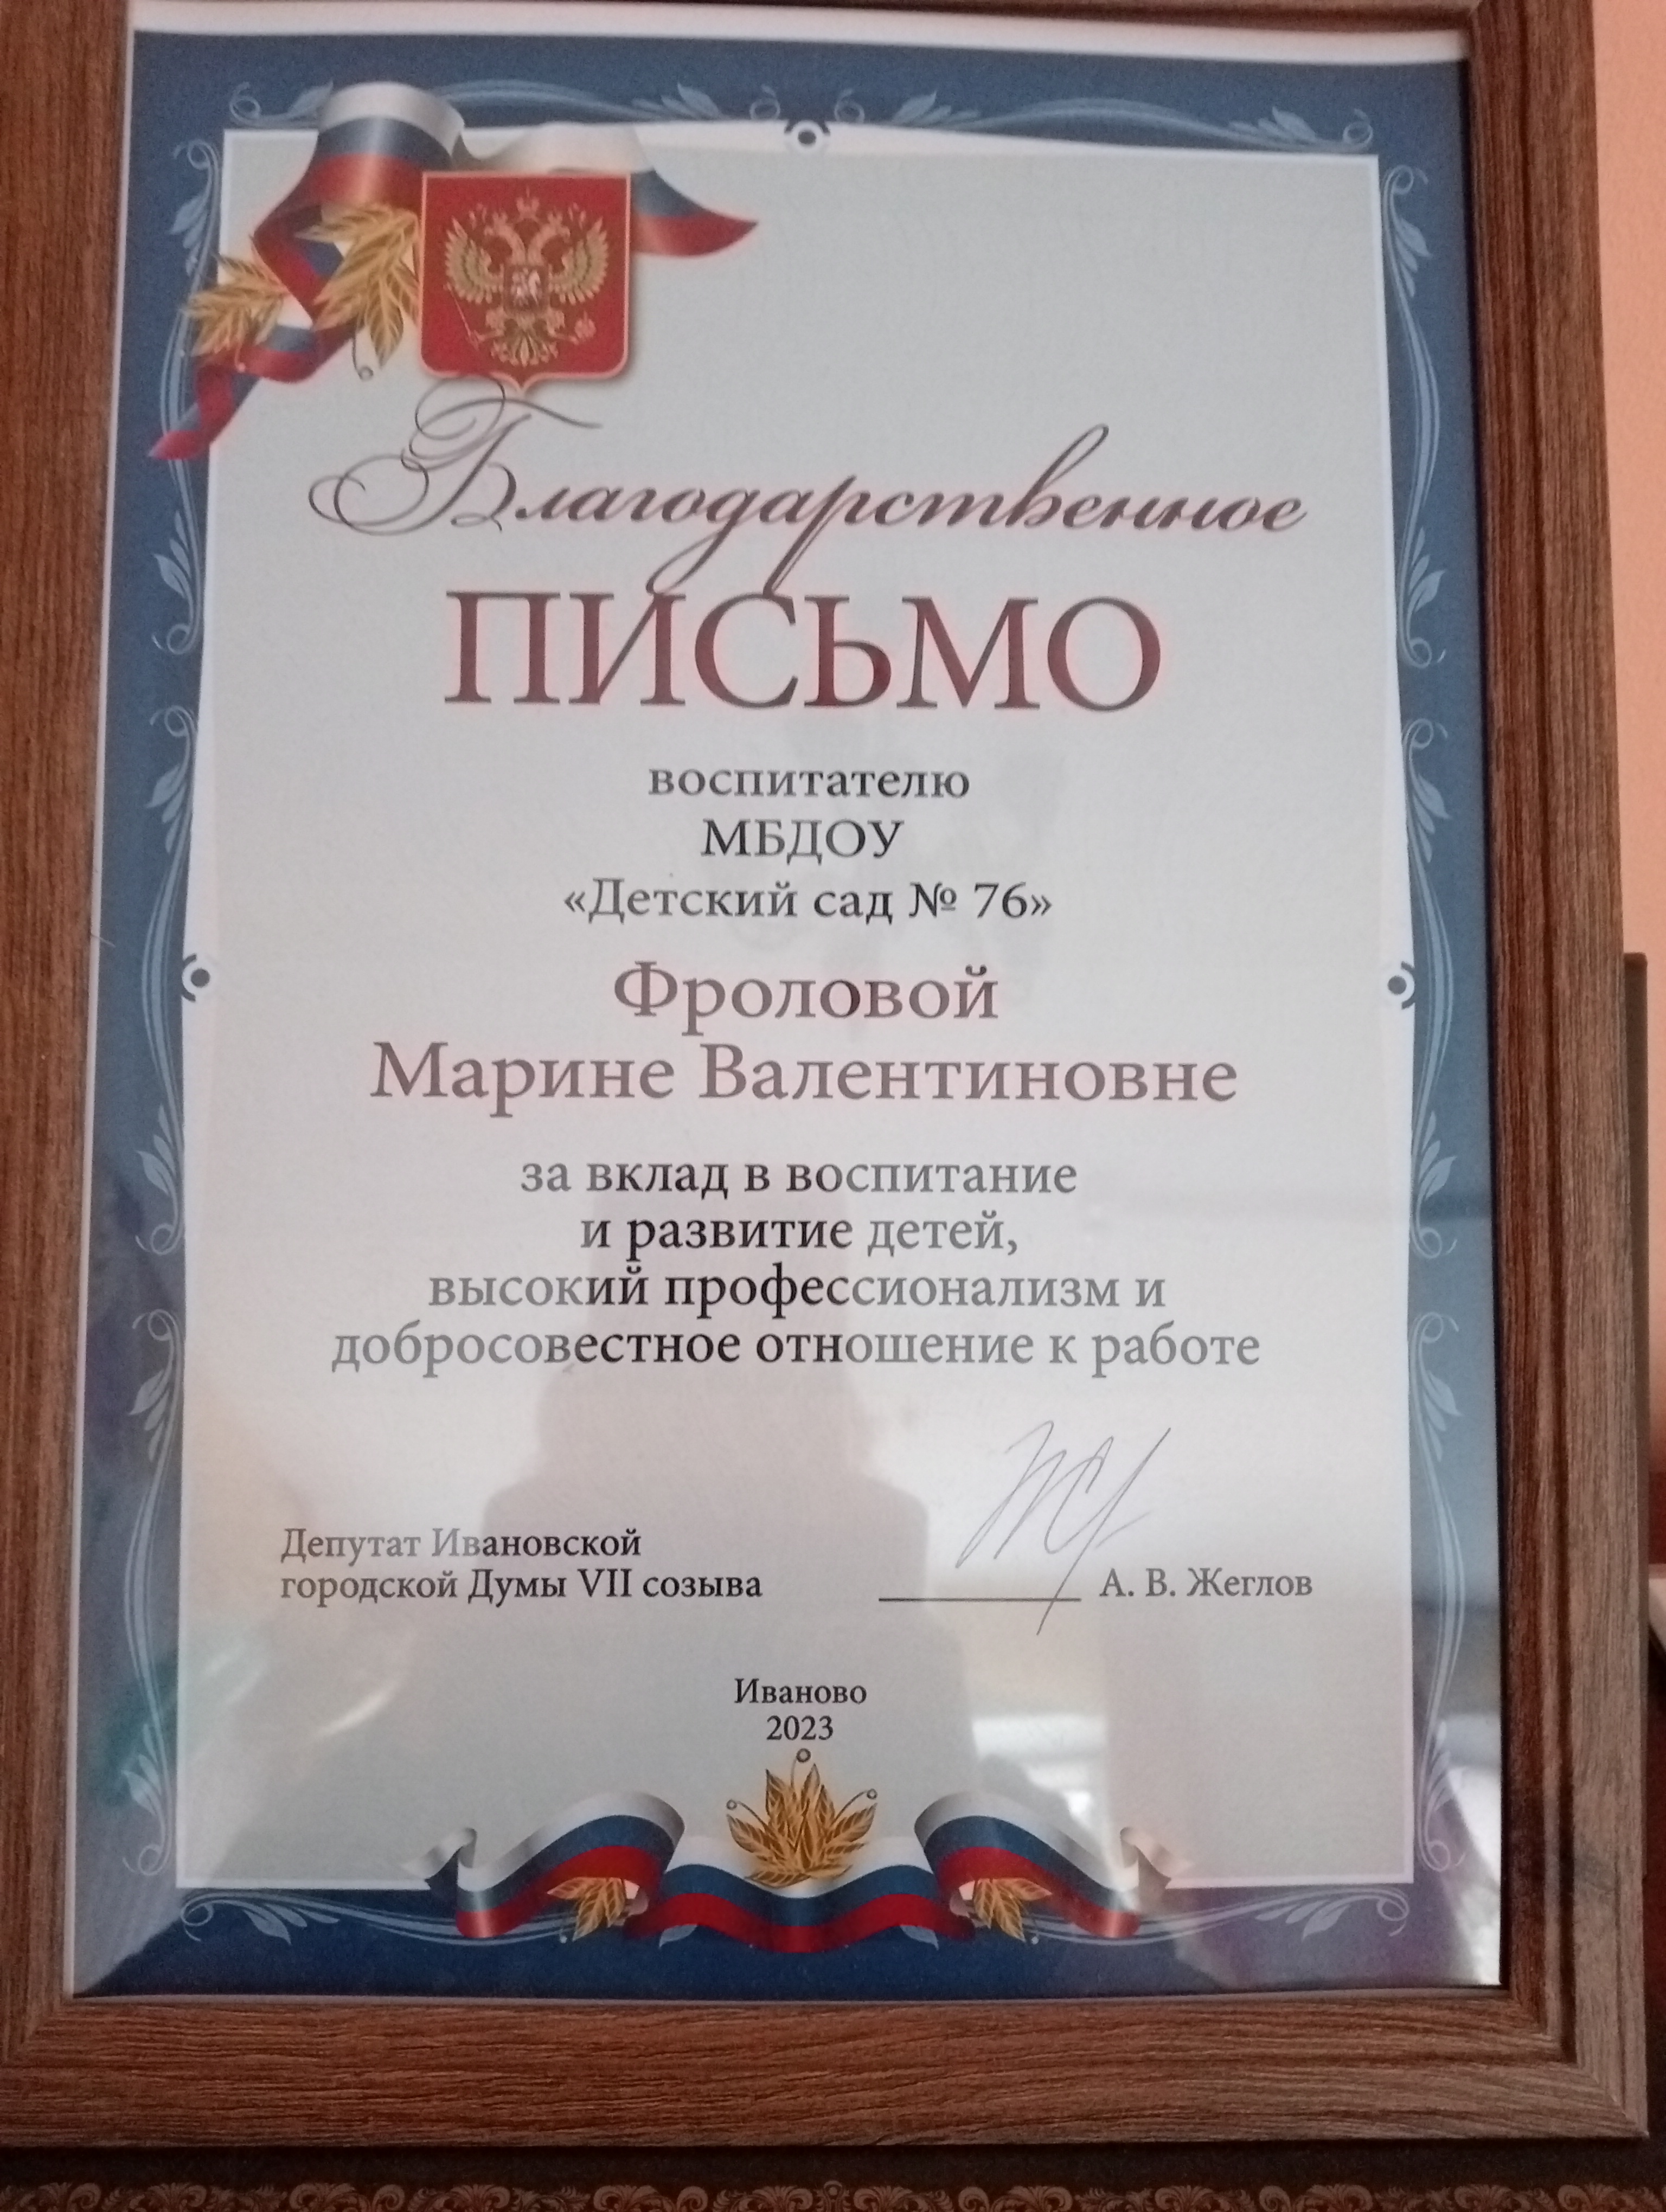 Благодарственное
ПИСЬМО
воспитателю
МБДОУ
«Детский сад № 76»
Фроловой
Марине Валентиновне
за вклад в воспитание
и развитие детей,
высокий профессионализм и
добросовестное отношение к работе
Депутат Ивановской
городской Думы VII созыва А. В. Жеглов
Иваново
2023